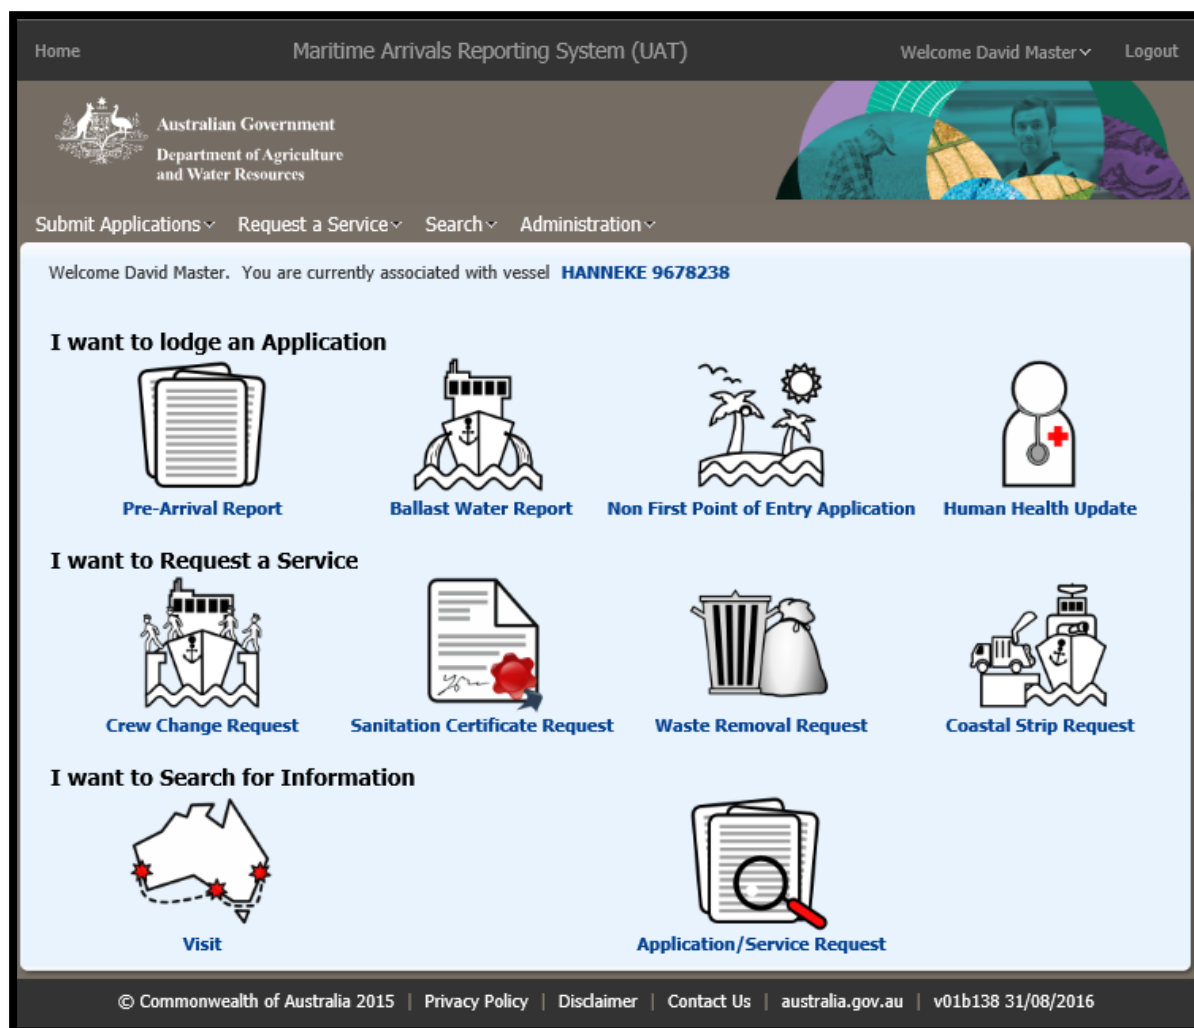 Home Maritime Arrivals Reporting System (UAT) Welcome David Master Logout
Australian Government
Department of Agriculture
and Water Resources
Submit Applications Request a Service Search Administration
Welcome David Master. You are currently associated with vessel HANNEKE 9678238
I want to lodge an Application
Pre-Arrival Report Ballast Water Report Non First Point of Entry Application Human Health Update
I want to Request a Service
Crew Change Request Sanitation Certificate Request Waste Removal Request Coastal Strip Request
I want to Search for Information
Visit Application/Service Request
© Commonwealth of Australia 2015 | Privacy Policy | Disclaimer | Contact Us | australia.gov.au | v01b138 31/08/2016